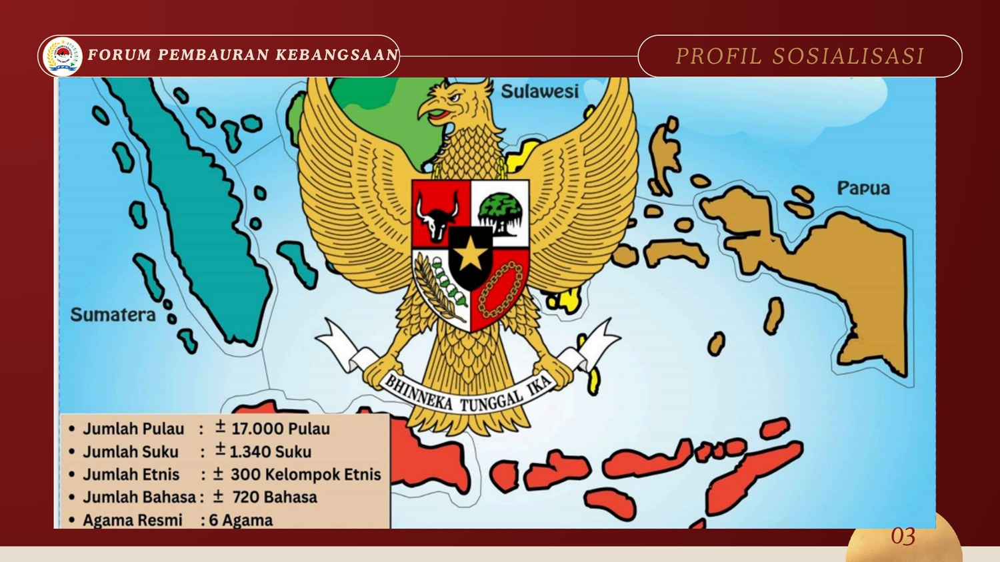 FORUM PEMBAURAN KEBANGSAAN
PROFIL SOSIALISASI
Sulawesi
Papua
Sumatera
BHINNEKA TUNGGAL IKA
• Jumlah Pulau : ± 17.000 Pulau
• Jumlah Suku : ± 1.340 Suku
• Jumlah Etnis : ± 300 Kelompok Etnis
• Jumlah Bahasa : ± 720 Bahasa
• Agama Resmi : 6 Agama
03